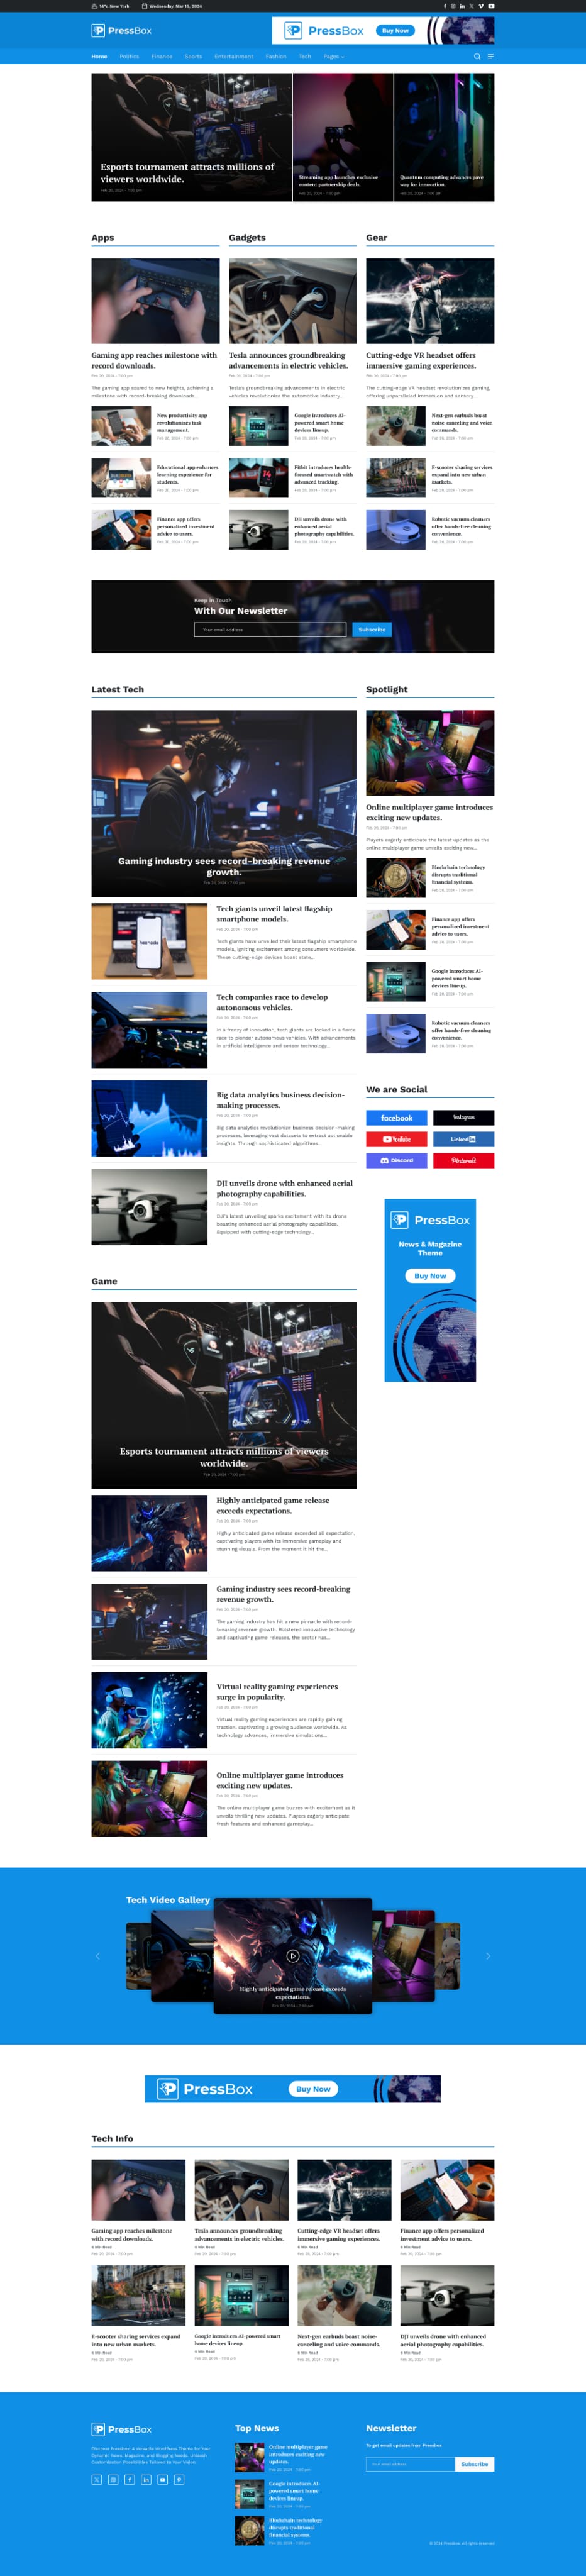 14°c New York
Wednesday, Mar 15, 2024
PressBox
PressBox
Buy Now
Home
Politics
Finance
Sports
Entertainment
Fashion
Tech
Pages
Esports tournament attracts millions of
viewers worldwide.
Feb 20, 2024 - 7:00 pm
Streaming app launches exclusive
content partnership deals.
Feb 20, 2024 - 7:00 pm
Quantum computing advances pave
way for innovation.
Feb 20, 2024 - 7:00 pm
Apps
Gaming app reaches milestone with
record downloads.
Feb 20, 2024 - 7:00 pm
The gaming app soared to new heights, achieving a
milestone with record-breaking downloads...
New productivity app
revolutionizes task
management.
Feb 20, 2024 - 7:00 pm
Educational app enhances
learning experience for
students.
Feb 20, 2024 - 7:00 pm
Finance app offers
personalized investment
advice to users.
Feb 20, 2024 - 7:00 pm
Gadgets
Tesla announces groundbreaking
advancements in electric vehicles.
Feb 20, 2024 - 7:00 pm
Tesla's groundbreaking advancements in electric
vehicles revolutionize the automotive industry...
Google introduces AI-
powered smart home
devices lineup.
Feb 20, 2024 - 7:00 pm
Fitbit introduces health-
focused smartwatch with
advanced tracking.
Feb 20, 2024 - 7:00 pm
DJI unveils drone with
enhanced aerial
photography capabilities.
Feb 20, 2024 - 7:00 pm
Gear
Cutting-edge VR headset offers
immersive gaming experiences.
Feb 20, 2024 - 7:00 pm
The cutting-edge VR headset revolutionizes gaming,
offering unparalleled immersion and sensory...
Next-gen earbuds boast
noise-canceling and voice
commands.
Feb 20, 2024 - 7:00 pm
E-scooter sharing services
expand into new urban
markets.
Feb 20, 2024 - 7:00 pm
Robotic vacuum cleaners
offer hands-free cleaning
convenience.
Feb 20, 2024 - 7:00 pm
Keep In Touch
With Our Newsletter
Your email address
Subscribe
Latest Tech
Gaming industry sees record-breaking revenue
growth.
Feb 20, 2024 - 7:00 pm
Tech giants unveil latest flagship
smartphone models.
Feb 20, 2024 - 7:00 pm
Tech giants have unveiled their latest flagship smartphone
models, igniting excitement among consumers worldwide.
These cutting-edge devices boast state...
Tech companies race to develop
autonomous vehicles.
Feb 20, 2024 - 7:00 pm
In a frenzy of innovation, tech giants are locked in a fierce
race to pioneer autonomous vehicles. With advancements
in artificial intelligence and sensor technology...
Big data analytics business decision-
making processes.
Feb 20, 2024 - 7:00 pm
Big data analytics revolutionize business decision-making
processes, leveraging vast datasets to extract actionable
insights. Through sophisticated algorithms...
DJI unveils drone with enhanced aerial
photography capabilities.
Feb 20, 2024 - 7:00 pm
DJI's latest unveiling sparks excitement with its drone
boasting enhanced aerial photography capabilities.
Equipped with cutting-edge technology...
Spotlight
Online multiplayer game introduces
exciting new updates.
Feb 20, 2024 - 7:00 pm
Players eagerly anticipate the latest updates as the
online multiplayer game unveils exciting new...
Blockchain technology
disrupts traditional
financial systems.
Feb 20, 2024 - 7:00 pm
Finance app offers
personalized investment
advice to users.
Feb 20, 2024 - 7:00 pm
Google introduces AI-
powered smart home
devices lineup.
Feb 20, 2024 - 7:00 pm
Robotic vacuum cleaners
offer hands-free cleaning
convenience.
Feb 20, 2024 - 7:00 pm
We are Social
facebook
Instagram
YouTube
Linkedin
Discord
Pinterest
PressBox
News & Magazine
Theme
Buy Now
Game
Esports tournament attracts millions of viewers
worldwide.
Feb 20, 2024 - 7:00 pm
Highly anticipated game release
exceeds expectations.
Feb 20, 2024 - 7:00 pm
Highly anticipated game release exceeded all expectation,
captivating players with its immersive gameplay and
stunning visuals. From the moment it hit the...
Gaming industry sees record-breaking
revenue growth.
Feb 20, 2024 - 7:00 pm
The gaming industry has hit a new pinnacle with record-
breaking revenue growth. Bolstered innovative technology
and captivating game releases, the sector has...
Virtual reality gaming experiences
surge in popularity.
Feb 20, 2024 - 7:00 pm
Virtual reality gaming experiences are rapidly gaining
traction, captivating a growing audience worldwide. As
technology advances, immersive simulations...
Online multiplayer game introduces
exciting new updates.
Feb 20, 2024 - 7:00 pm
The online multiplayer game buzzes with excitement as it
unveils thrilling new updates. Players eagerly anticipate
fresh features and enhanced gameplay...
Tech Video Gallery
Highly anticipated game release exceeds
expectations.
Feb 20, 2024 - 7:00 pm
PressBox
Buy Now
Tech Info
Gaming app reaches milestone
with record downloads.
6 Min Read
Feb 20, 2024 - 7:00 pm
Tesla announces groundbreaking
advancements in electric vehicles.
6 Min Read
Feb 20, 2024 - 7:00 pm
Cutting-edge VR headset offers
immersive gaming experiences.
6 Min Read
Feb 20, 2024 - 7:00 pm
Finance app offers personalized
investment advice to users.
6 Min Read
Feb 20, 2024 - 7:00 pm
E-scooter sharing services expand
into new urban markets.
6 Min Read
Feb 20, 2024 - 7:00 pm
Google introduces AI-powered smart
home devices lineup.
6 Min Read
Feb 20, 2024 - 7:00 pm
Next-gen earbuds boast noise-
canceling and voice commands.
6 Min Read
Feb 20, 2024 - 7:00 pm
DJI unveils drone with enhanced
aerial photography capabilities.
6 Min Read
Feb 20, 2024 - 7:00 pm
PressBox
Discover Pressbox: A Versatile WordPress Theme for Your
Dynamic News, Magazine, and Blogging Needs. Unleash
Customization Possibilities Tailored to Your Vision
Top News
Online multiplayer game
introduces exciting new
updates.
Feb 20, 2024 - 7:00 pm
Google introduces AI-
powered smart home
devices lineup.
Feb 20, 2024 - 7:00 pm
Blockchain technology
disrupts traditional
financial systems.
Feb 20, 2024 - 7:00 pm
Newsletter
To get email updates from Pressbox
Your email address
Subscribe
© 2024 Pressbox. All rights reserved